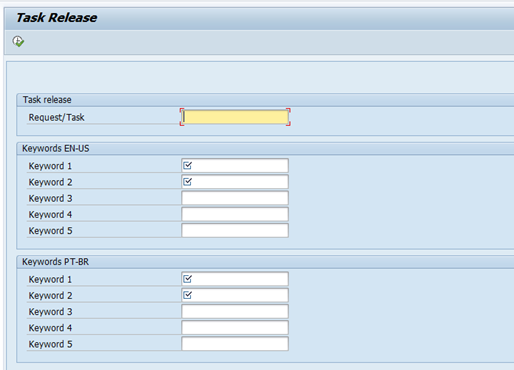 Task Release
Task release
Request/Task
Keywords EN-US
Keyword 1
Keyword 2
Keyword 3
Keyword 4
Keyword 5
Keywords PT-BR
Keyword 1
Keyword 2
Keyword 3
Keyword 4
Keyword 5